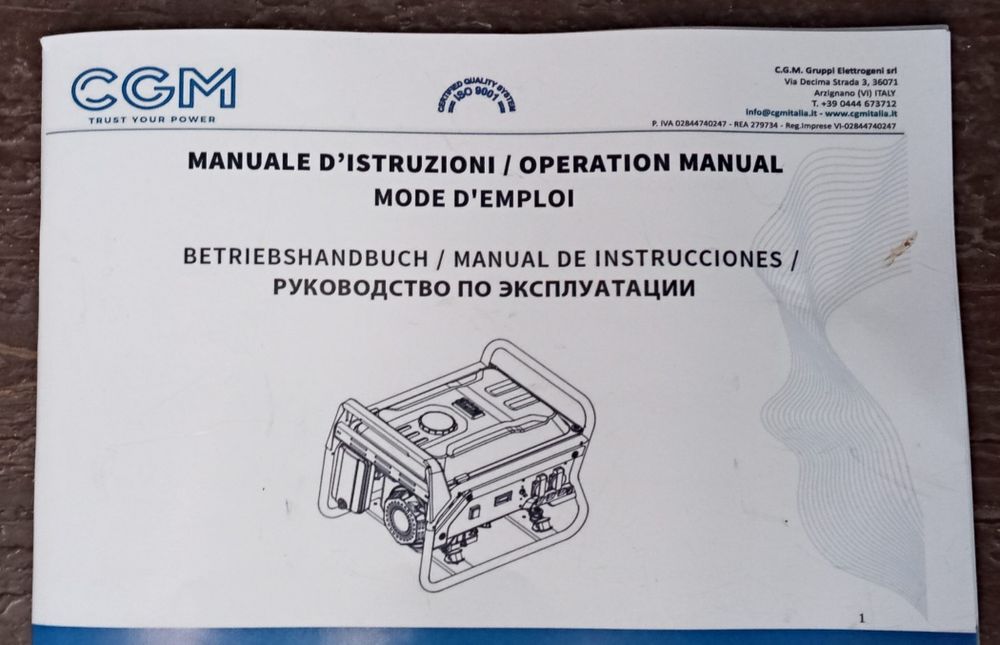 CGM
TRUST YOUR POWER
CERTIFIED QUALITY SYSTEM
ISO 9001
C.G.M. Gruppi Elettrogeni srl
Via Decima Strada 3, 36071
Arzignano (VI) ITALY
T. +39 0444 673712
info@cgmitalia.it - www.cgmitalia.it
P. IVA 02844740247 - REA 279734 - Reg.Imprese VI-02844740247
MANUALE D’ISTRUZIONI / OPERATION MANUAL
MODE D'EMPLOI
BETRIEBSHANDBUCH / MANUAL DE INSTRUCCIONES /
РУКОВОДСТВО ПО ЭКСПЛУАТАЦИИ
1